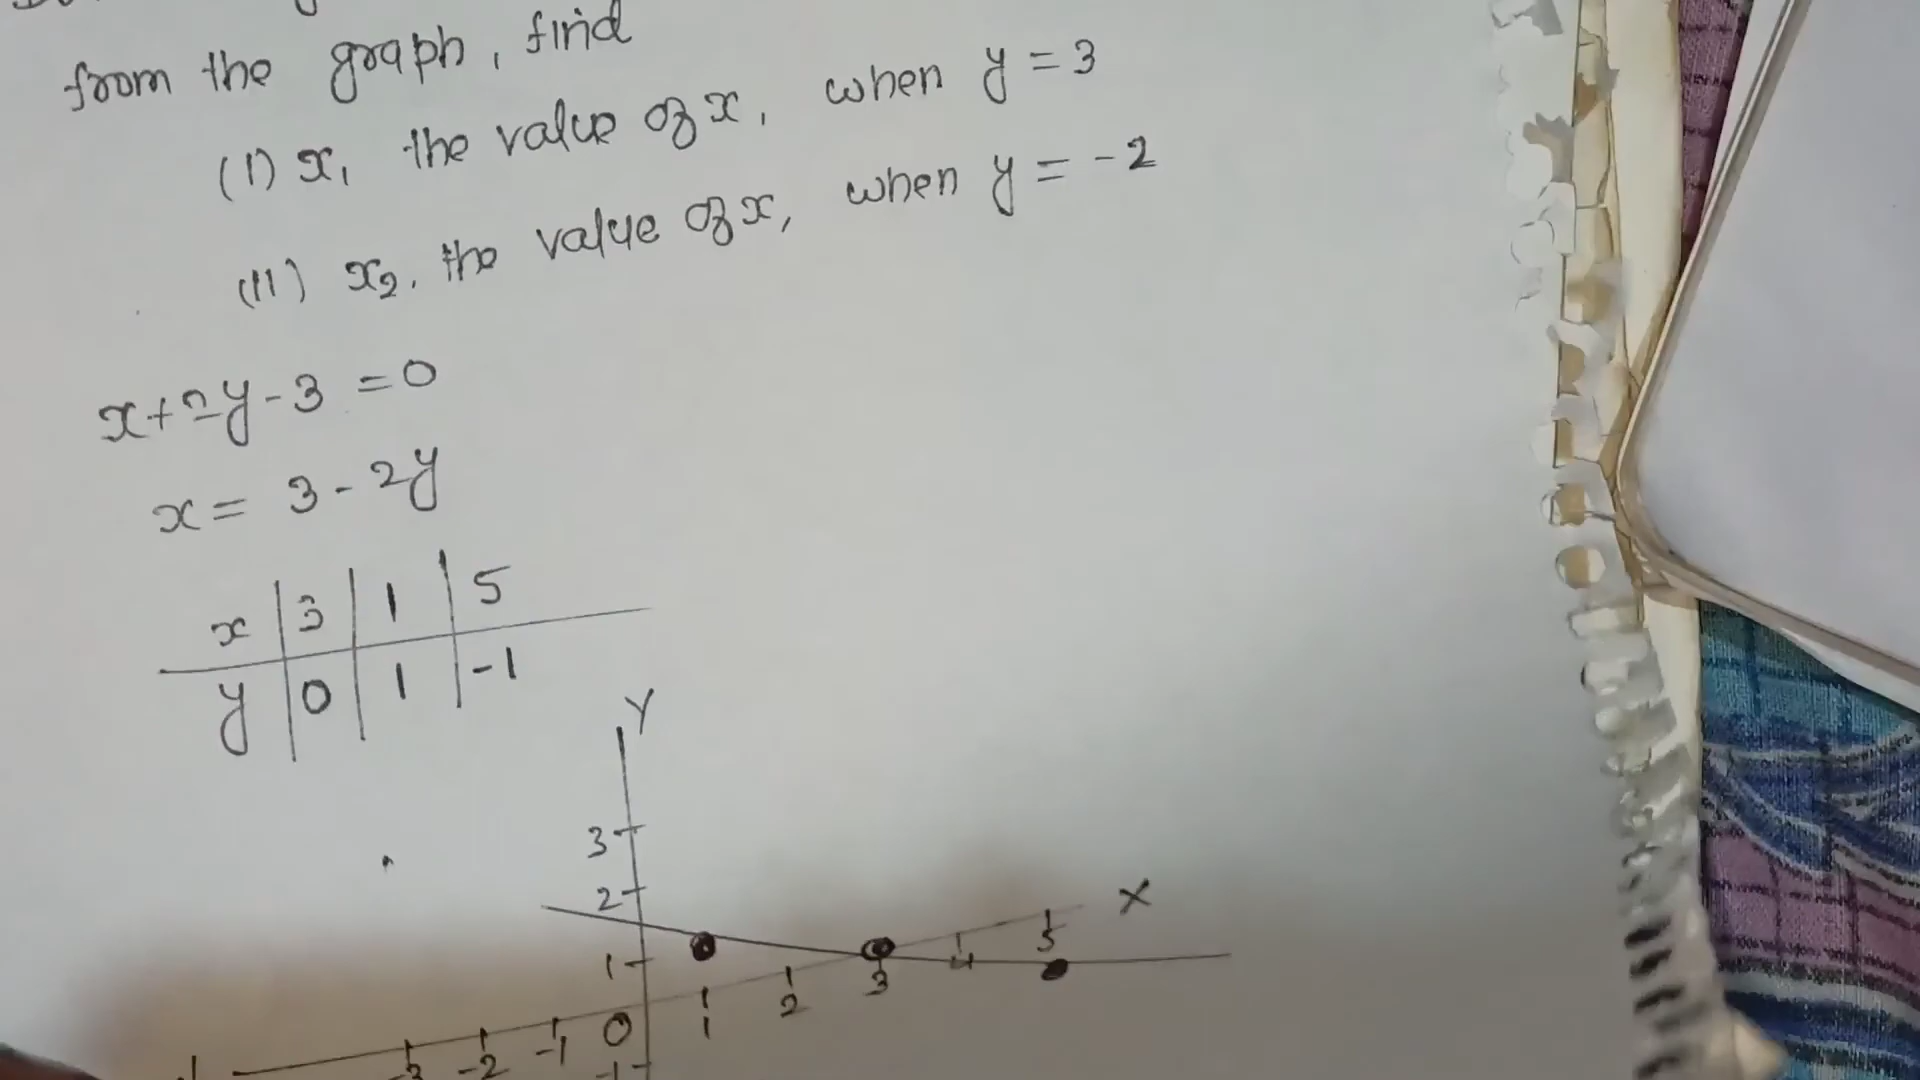 from the graph, find
(I) x, the value of x, when y = 3
(II) x2, the value of x, when y = -2
x+2y-3 = 0
x = 3-2y
x | 3 | 1 | 5
y | 0 | 1 | -1
Y
3
2
X
1
5
4
3
2
1
0
-1
-2
-3
-1